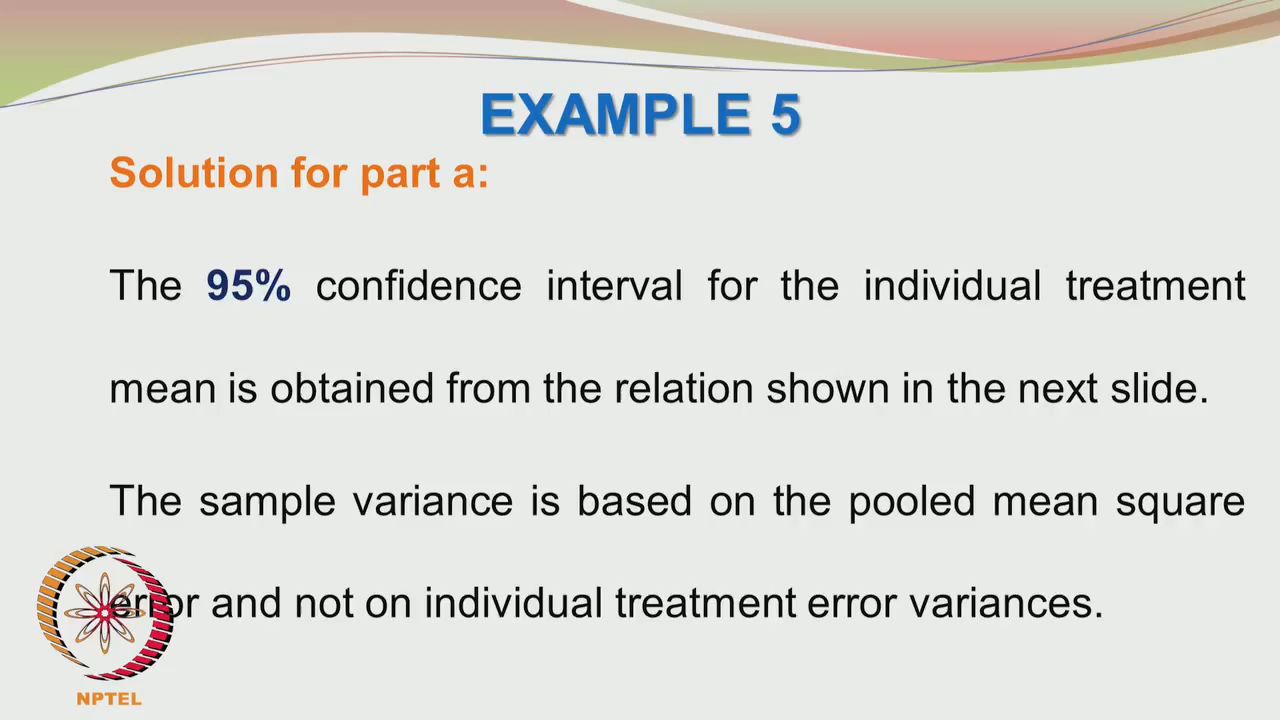 EXAMPLE 5
Solution for part a:
The 95% confidence interval for the individual treatment
mean is obtained from the relation shown in the next slide.
The sample variance is based on the pooled mean square
error and not on individual treatment error variances.
NPTEL